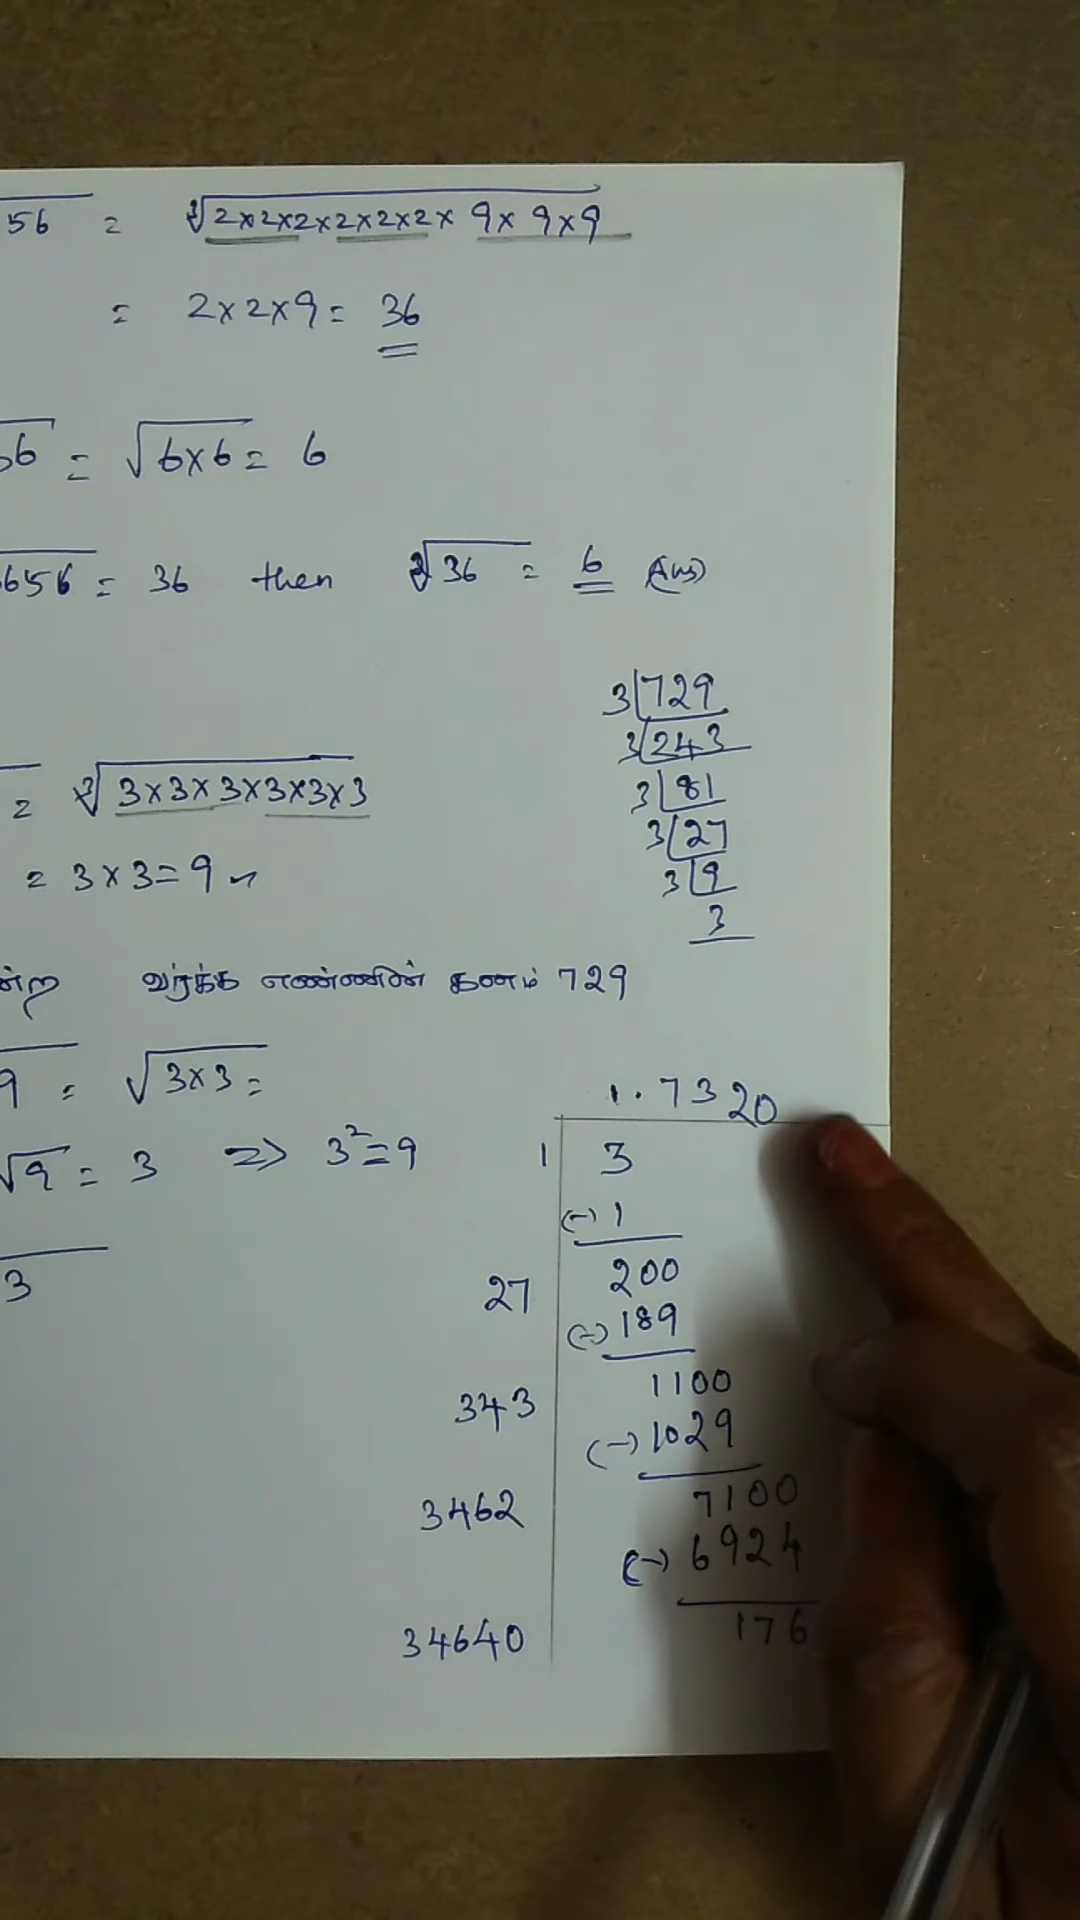 56 = ∛2×2×2×2×2×2× 9× 9×9
= 2×2×9= 36
6 = √6×6= 6
656 = 36 then ∛36 = 6 (Ans)
3 729
3 243
3 81
3 27
3 9
3
= ∛3×3×3×3×3×3
= 3×3=9
ன்ற வர்க்க எண்ணின் கனம் 729
9 = √3×3=
√9 = 3 => 3²=9
3
1.7320
1 3
(-) 1
27 200
(-) 189
343 1100
(-) 1029
3462 7100
(-) 6924
34640 176